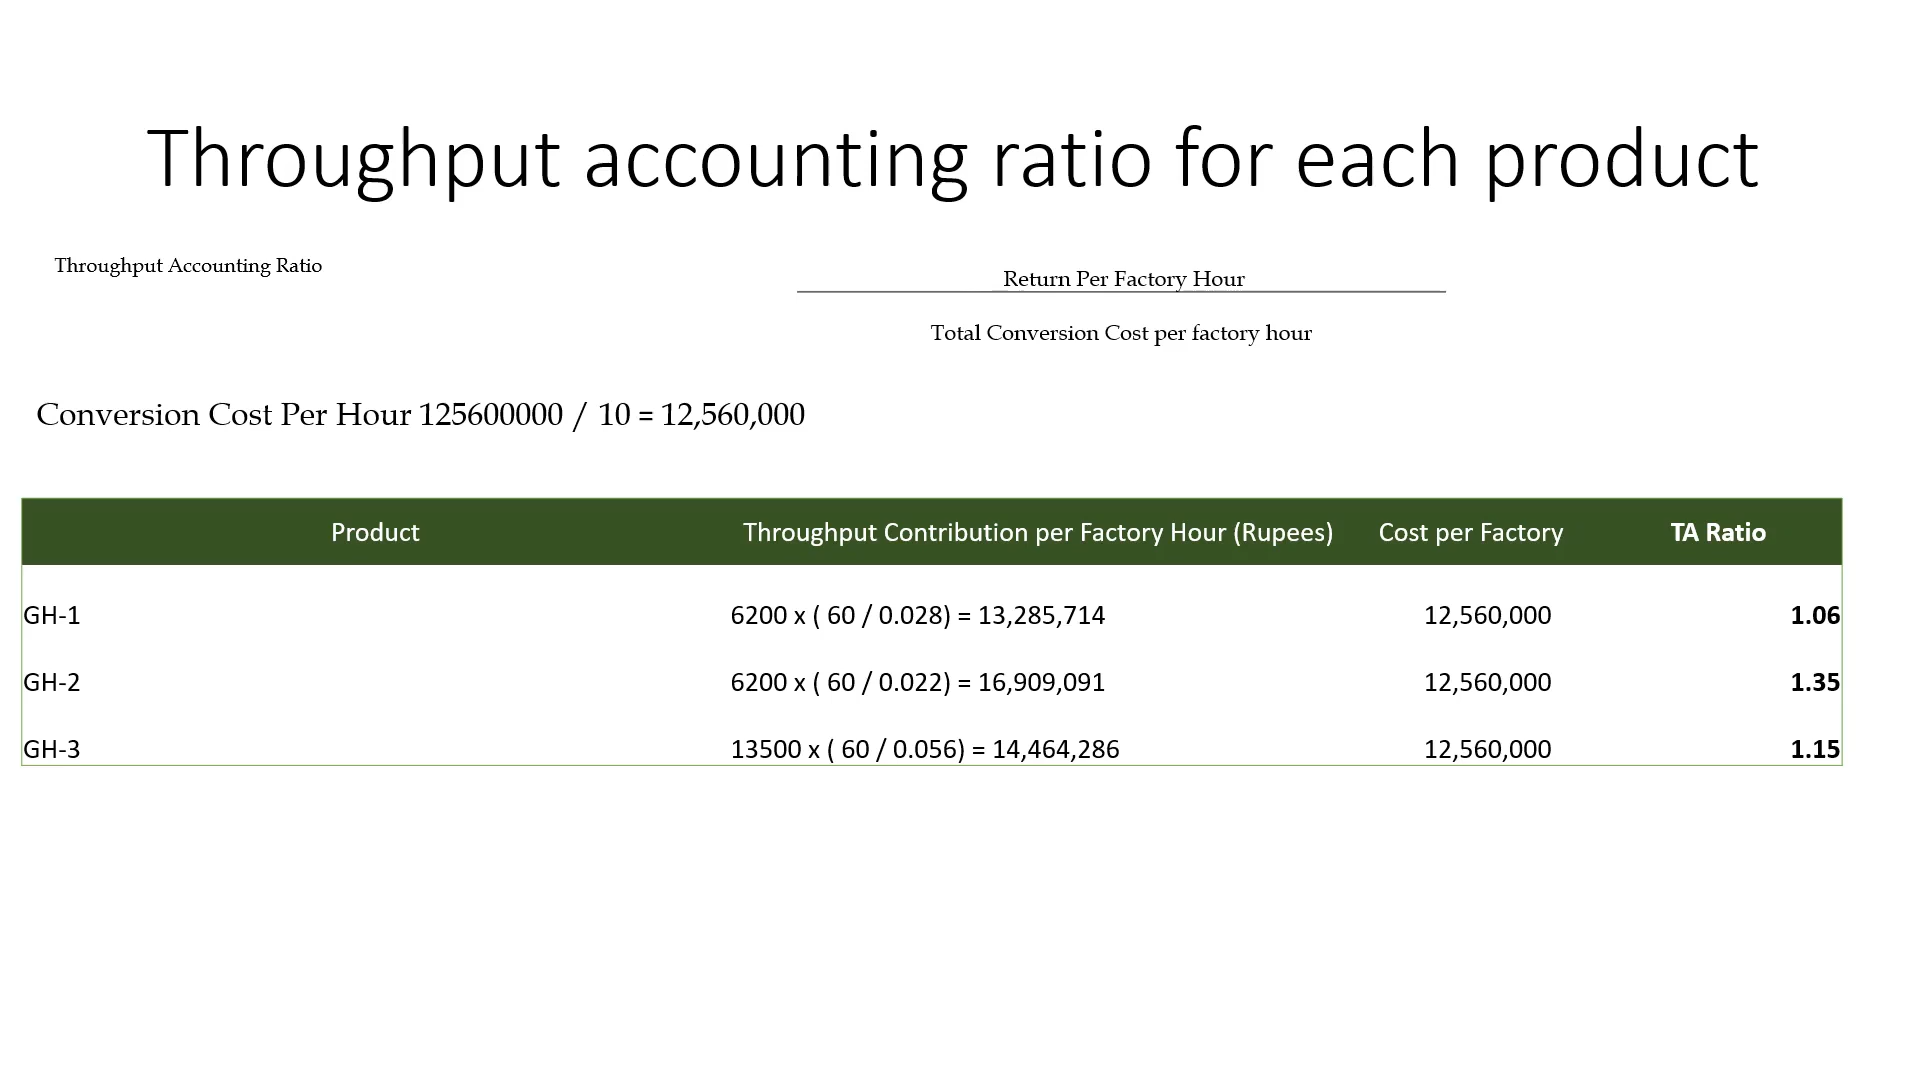 Throughput accounting ratio for each product
Throughput Accounting Ratio
Return Per Factory Hour
Total Conversion Cost per factory hour
Conversion Cost Per Hour 125600000 / 10 = 12,560,000
Product Throughput Contribution per Factory Hour (Rupees) Cost per Factory TA Ratio
GH-1 6200 x ( 60 / 0.028) = 13,285,714 12,560,000 1.06
GH-2 6200 x ( 60 / 0.022) = 16,909,091 12,560,000 1.35
GH-3 13500 x ( 60 / 0.056) = 14,464,286 12,560,000 1.15